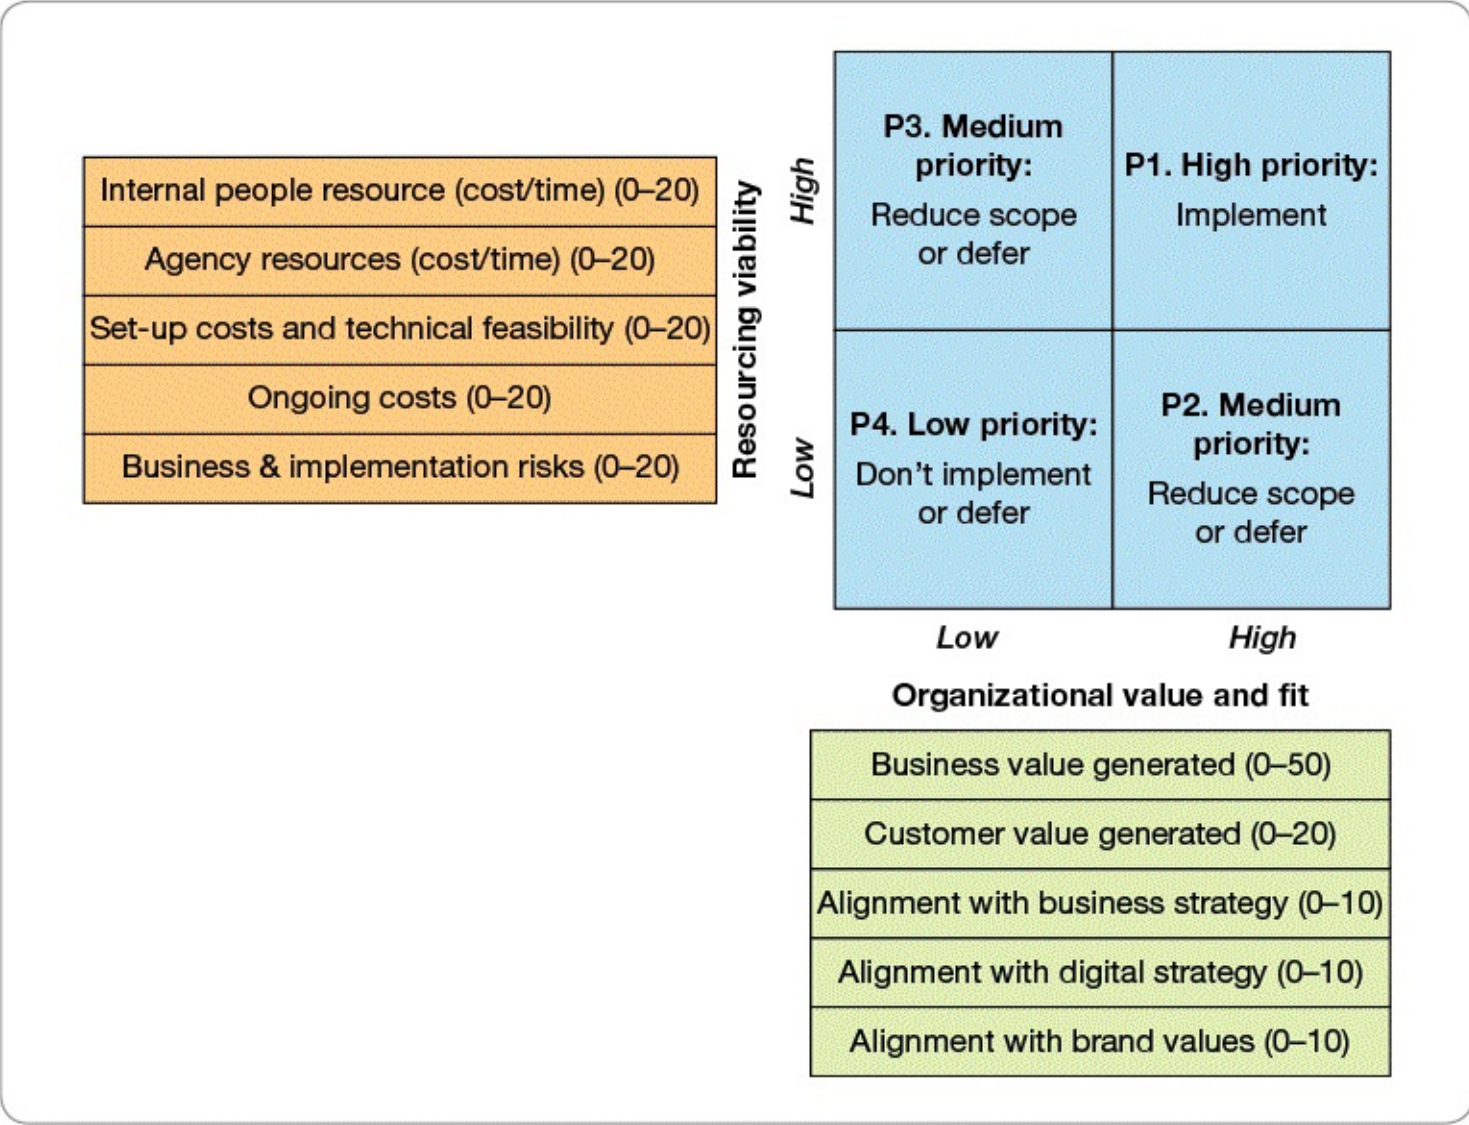 Internal people resource (cost/time) (0–20)
Agency resources (cost/time) (0–20)
Set-up costs and technical feasibility (0–20)
Ongoing costs (0–20)
Business & implementation risks (0–20)
Resourcing viability
High
Low
P3. Medium
priority:
Reduce scope
or defer
P1. High priority:
Implement
P4. Low priority:
Don’t implement
or defer
P2. Medium
priority:
Reduce scope
or defer
Low
High
Organizational value and fit
Business value generated (0–50)
Customer value generated (0–20)
Alignment with business strategy (0–10)
Alignment with digital strategy (0–10)
Alignment with brand values (0–10)